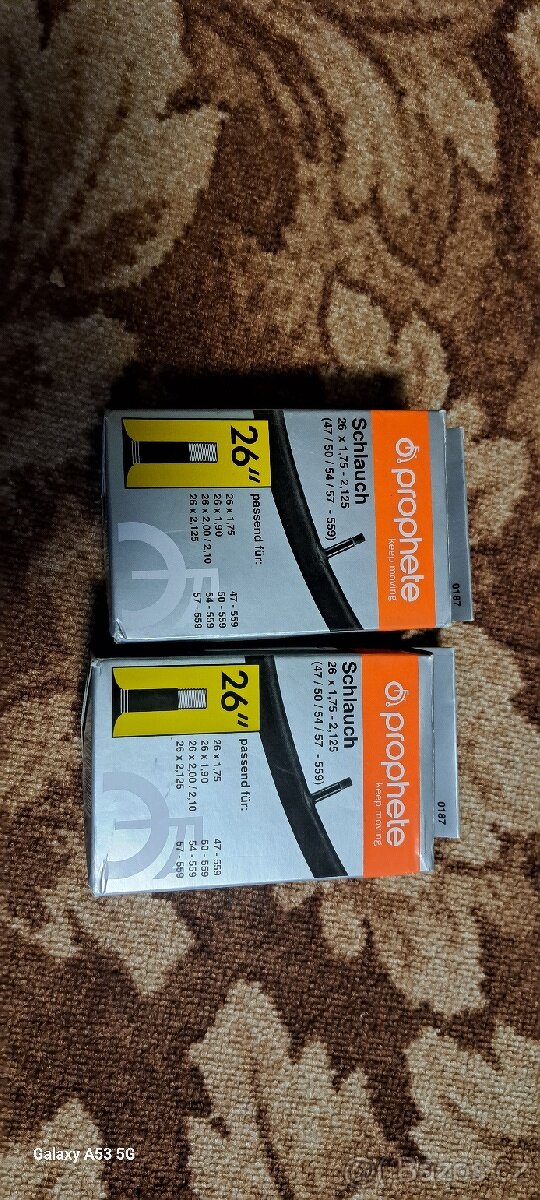 prophete
keep moving
0187
Schlauch
26 x 1,75 - 2,125
(47 / 50 / 54 / 57 - 559)
26"
passend für:
26 x 1,75 47 - 559
26 x 1,90 50 - 559
26 x 2,00 / 2,10 54 - 559
26 x 2,125 57 - 559
prophete
keep moving
0187
Schlauch
26 x 1,75 - 2,125
(47 / 50 / 54 / 57 - 559)
26"
passend für:
26 x 1,75 47 - 559
26 x 1,90 50 - 559
26 x 2,00 / 2,10 54 - 559
26 x 2,125 57 - 559
Galaxy A53 5G